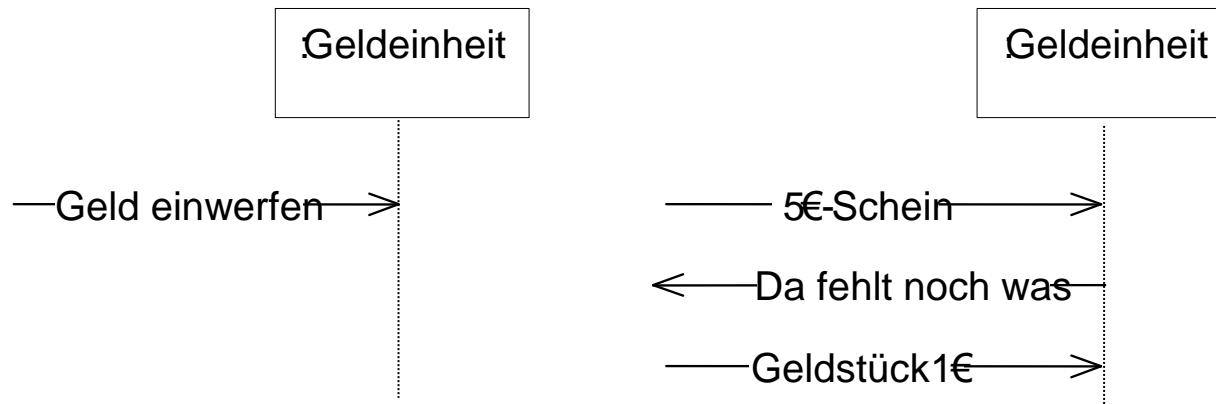 :Geldeinheit
Geld einwerfen
:Geldeinheit
5€-Schein
Da fehlt noch was
Geldstück1€